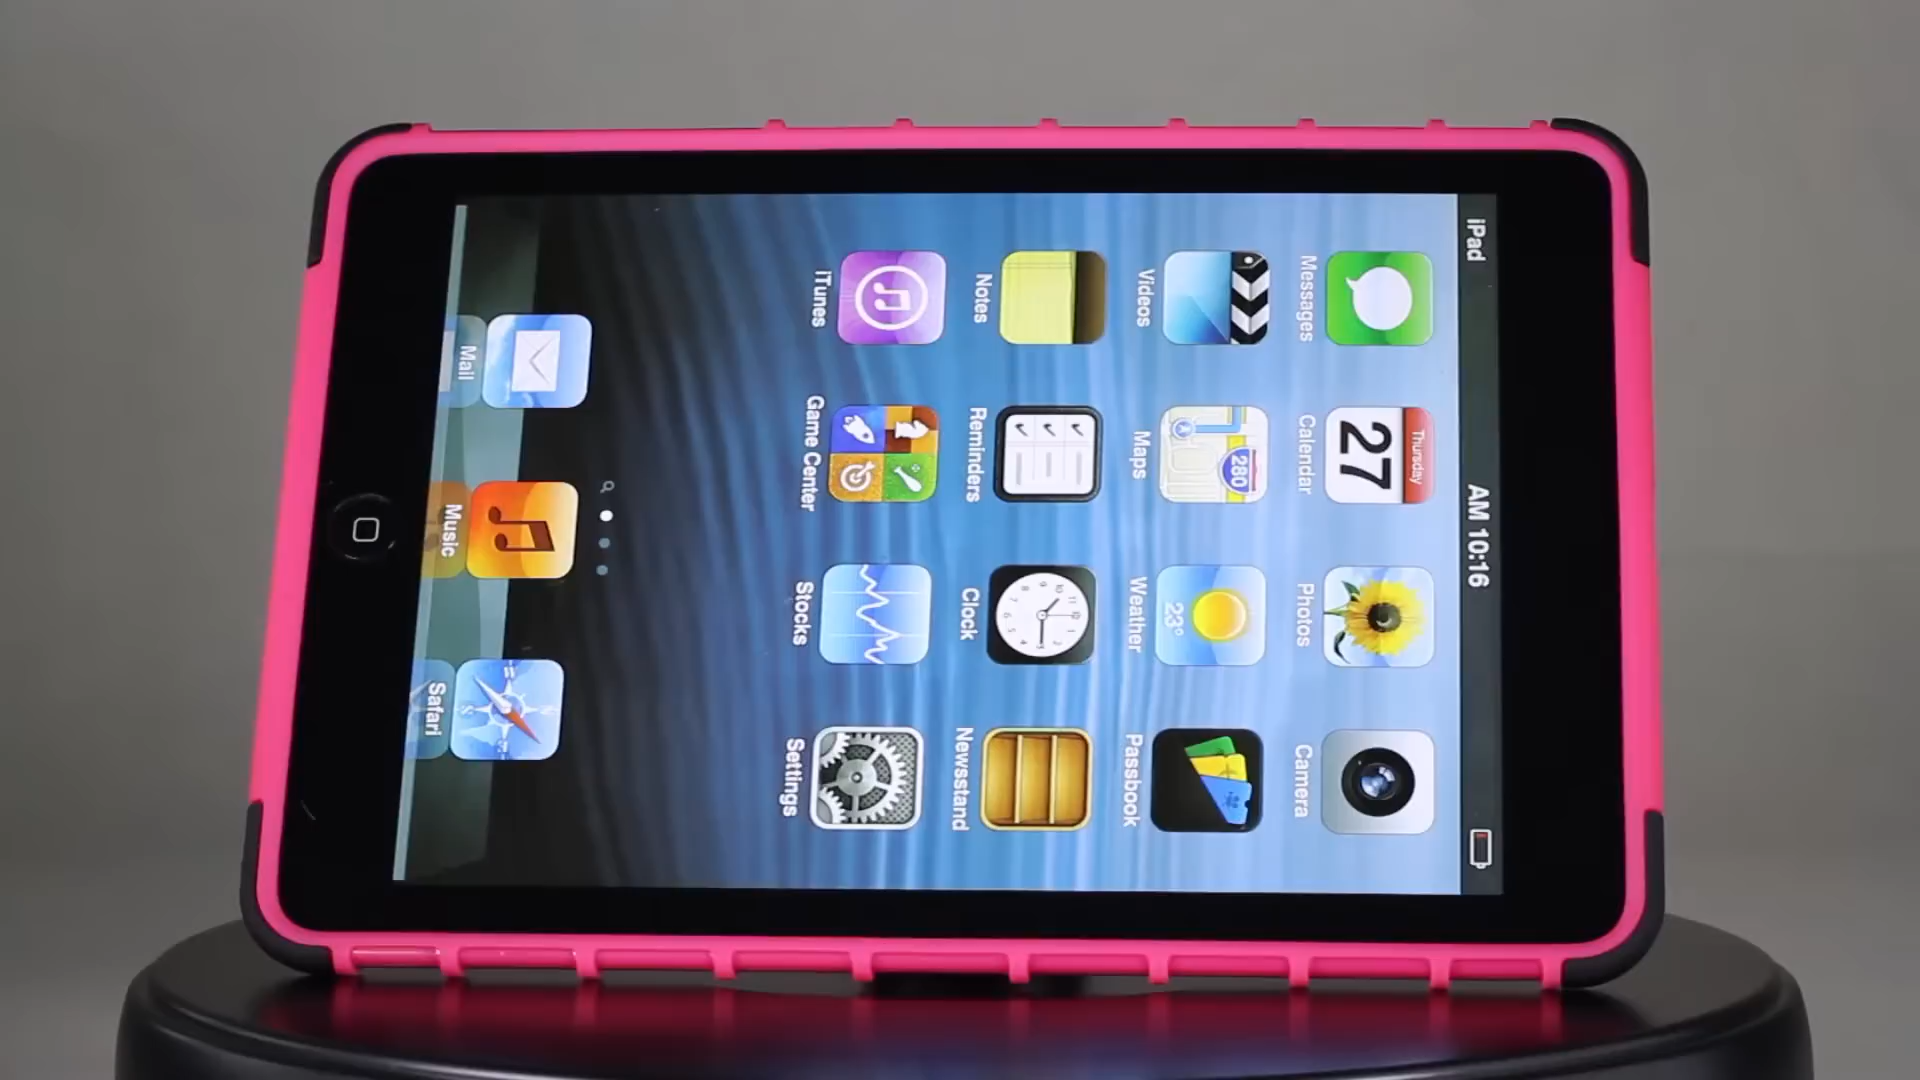 iPad
AM 10:16
Messages
Thursday
27
Calendar
Photos
Camera
Videos
280
Maps
23°
Weather
Passbook
Notes
Reminders
Clock
Newsstand
iTunes
Game Center
Stocks
Settings
Mail
Music
Safari